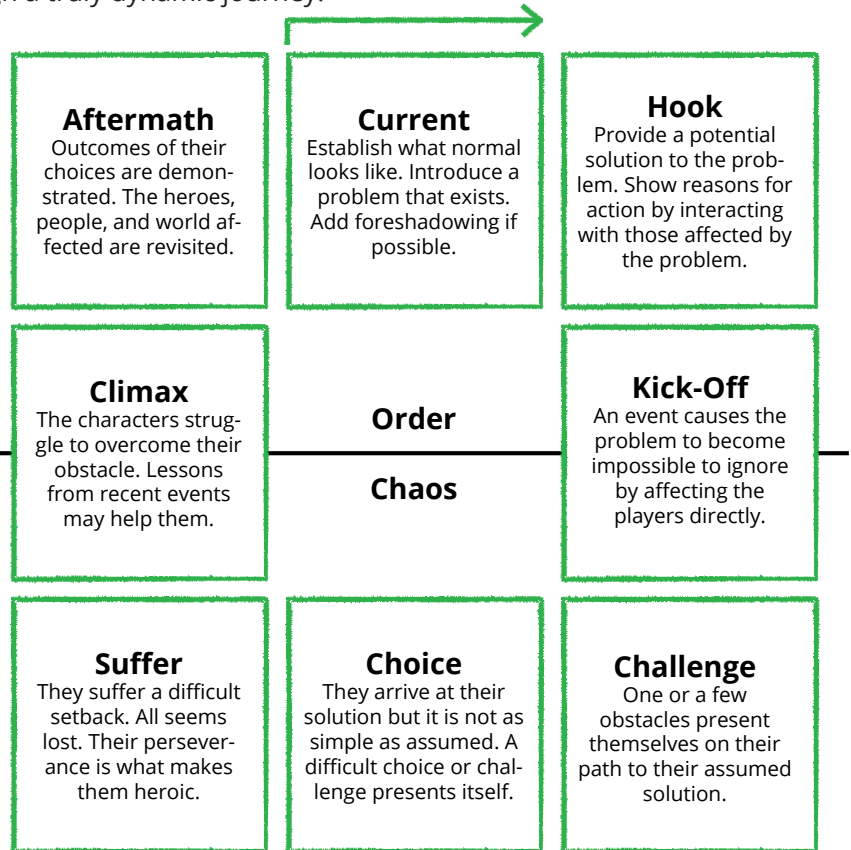 a truly dynamic journey.
Aftermath
Outcomes of their
choices are demon-
strated. The heroes,
people, and world af-
fected are revisited.
Current
Establish what normal
looks like. Introduce a
problem that exists.
Add foreshadowing if
possible.
Hook
Provide a potential
solution to the prob-
lem. Show reasons for
action by interacting
with those affected by
the problem.
Climax
The characters strug-
gle to overcome their
obstacle. Lessons
from recent events
may help them.
Order
Chaos
Kick-Off
An event causes the
problem to become
impossible to ignore
by affecting the
players directly.
Suffer
They suffer a difficult
setback. All seems
lost. Their persever-
ance is what makes
them heroic.
Choice
They arrive at their
solution but it is not as
simple as assumed. A
difficult choice or chal-
lenge presents itself.
Challenge
One or a few
obstacles present
themselves on their
path to their assumed
solution.